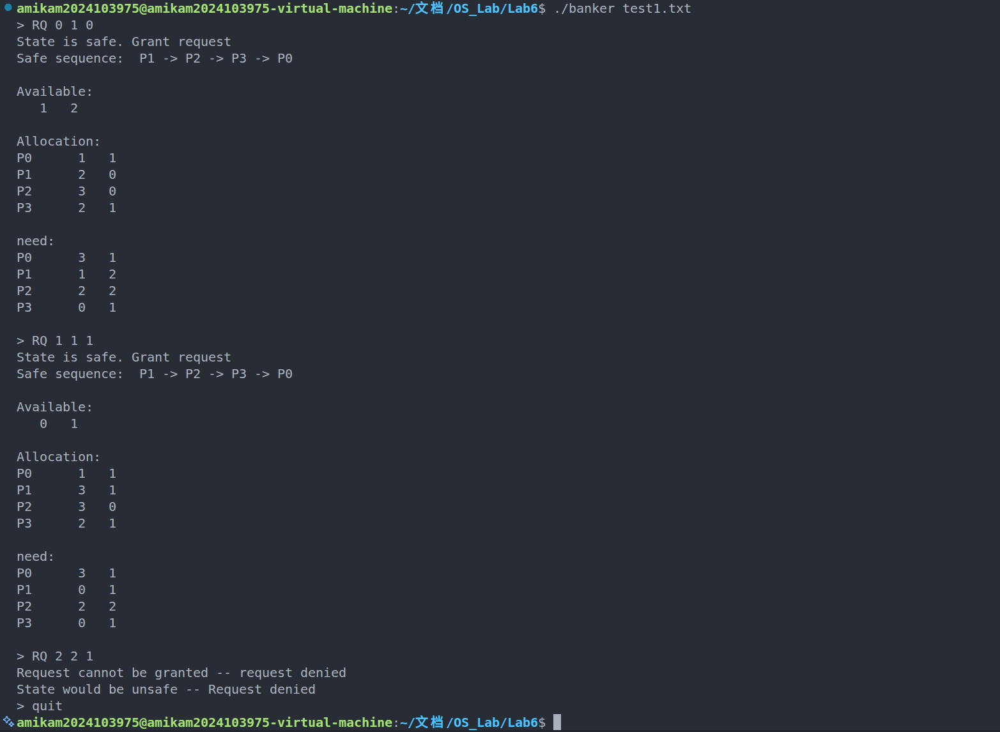 amikam2024103975@amikam2024103975-virtual-machine:~/文档/OS_Lab/Lab6$ ./banker test1.txt
> RQ 0 1 0
State is safe. Grant request
Safe sequence:  P1 -> P2 -> P3 -> P0

Available:
   1   2

Allocation:
P0      1   1
P1      2   0
P2      3   0
P3      2   1

need:
P0      3   1
P1      1   2
P2      2   2
P3      0   1

> RQ 1 1 1
State is safe. Grant request
Safe sequence:  P1 -> P2 -> P3 -> P0

Available:
   0   1

Allocation:
P0      1   1
P1      3   1
P2      3   0
P3      2   1

need:
P0      3   1
P1      0   1
P2      2   2
P3      0   1

> RQ 2 2 1
Request cannot be granted -- request denied
State would be unsafe -- Request denied
> quit
amikam2024103975@amikam2024103975-virtual-machine:~/文档/OS_Lab/Lab6$